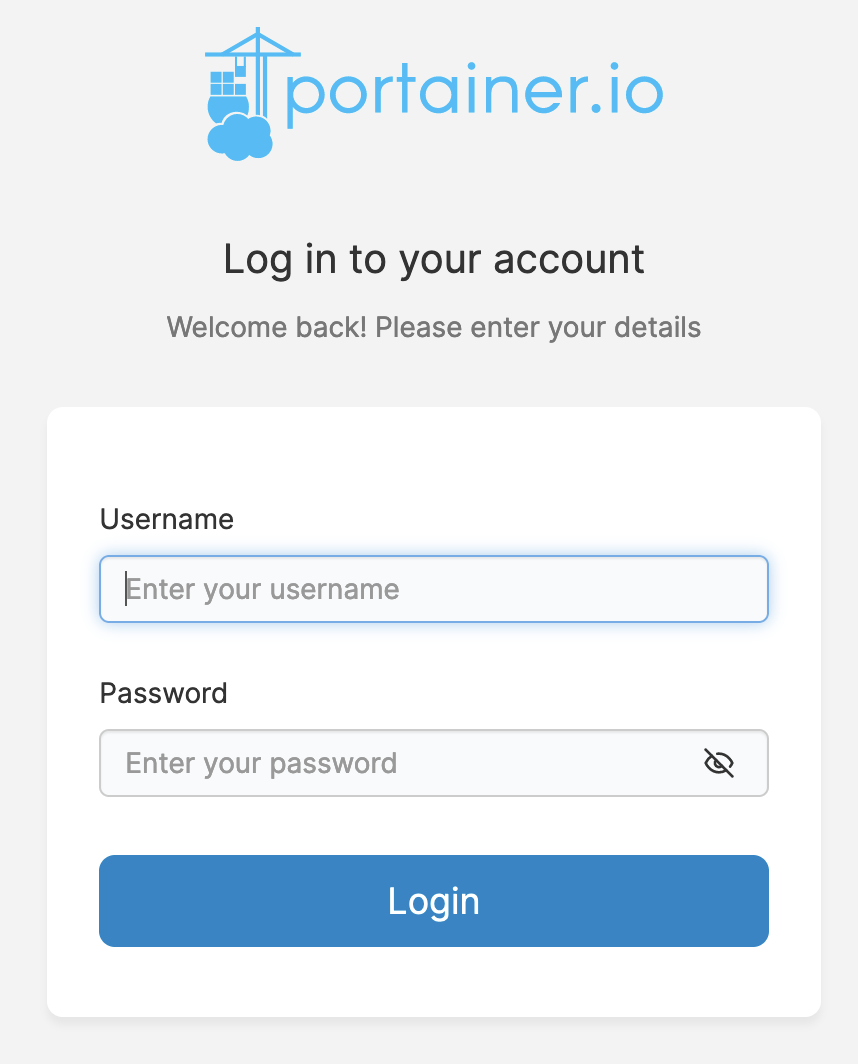 portainer.io
Log in to your account
Welcome back! Please enter your details
Username
Enter your username
Password
Enter your password
Login